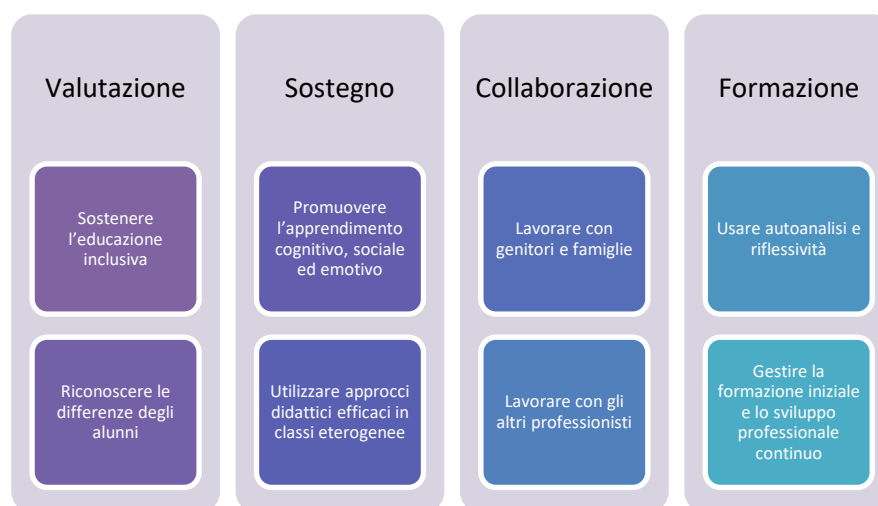 Valutazione
Sostenere
l’educazione
inclusiva
Riconoscere le
differenze degli
alunni
Sostegno
Promuovere
l’apprendimento
cognitivo, sociale
ed emotivo
Utilizzare approcci
didattici efficaci in
classi eterogenee
Collaborazione
Lavorare con
genitori e famiglie
Lavorare con gli
altri professionisti
Formazione
Usare autoanalisi e
riflessività
Gestire la
formazione iniziale
e lo sviluppo
professionale
continuo